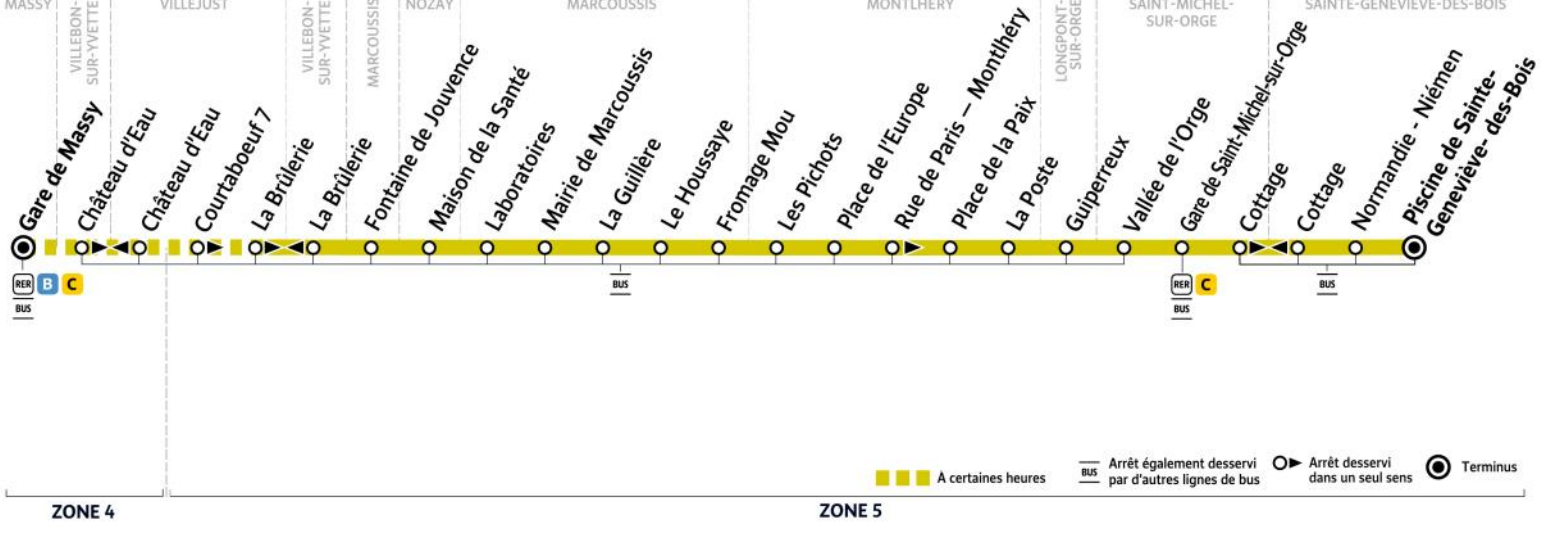 MASSY
VILLEBON-
SUR-YVETTE
VILLEJUST
VILLEBON-
SUR-YVETTE
MARCOUSSIS
NOZAY
MARCOUSSIS
MONTLHÉRY
LONGPONT-
SUR-ORGE
SAINT-MICHEL-
SUR-ORGE
SAINTE-GENEVIÈVE-DES-BOIS
Gare de Massy
Château d'Eau
Château d'Eau
Courtaboeuf 7
La Brûlerie
La Brûlerie
Fontaine de Jouvence
Maison de la Santé
Laboratoires
Mairie de Marcoussis
La Guillère
Le Houssaye
Fromage Mou
Les Pichots
Place de l'Europe
Rue de Paris – Montlhéry
Place de la Paix
La Poste
Guiperreux
Vallée de l'Orge
Gare de Saint-Michel-sur-Orge
Cottage
Cottage
Normandie - Niémen
Piscine de Sainte-
Geneviève- des-Bois
RER B C
BUS
BUS
RER C
BUS
BUS
À certaines heures
BUS
Arrêt également desservi
par d'autres lignes de bus
Arrêt desservi
dans un seul sens
Terminus
ZONE 4
ZONE 5